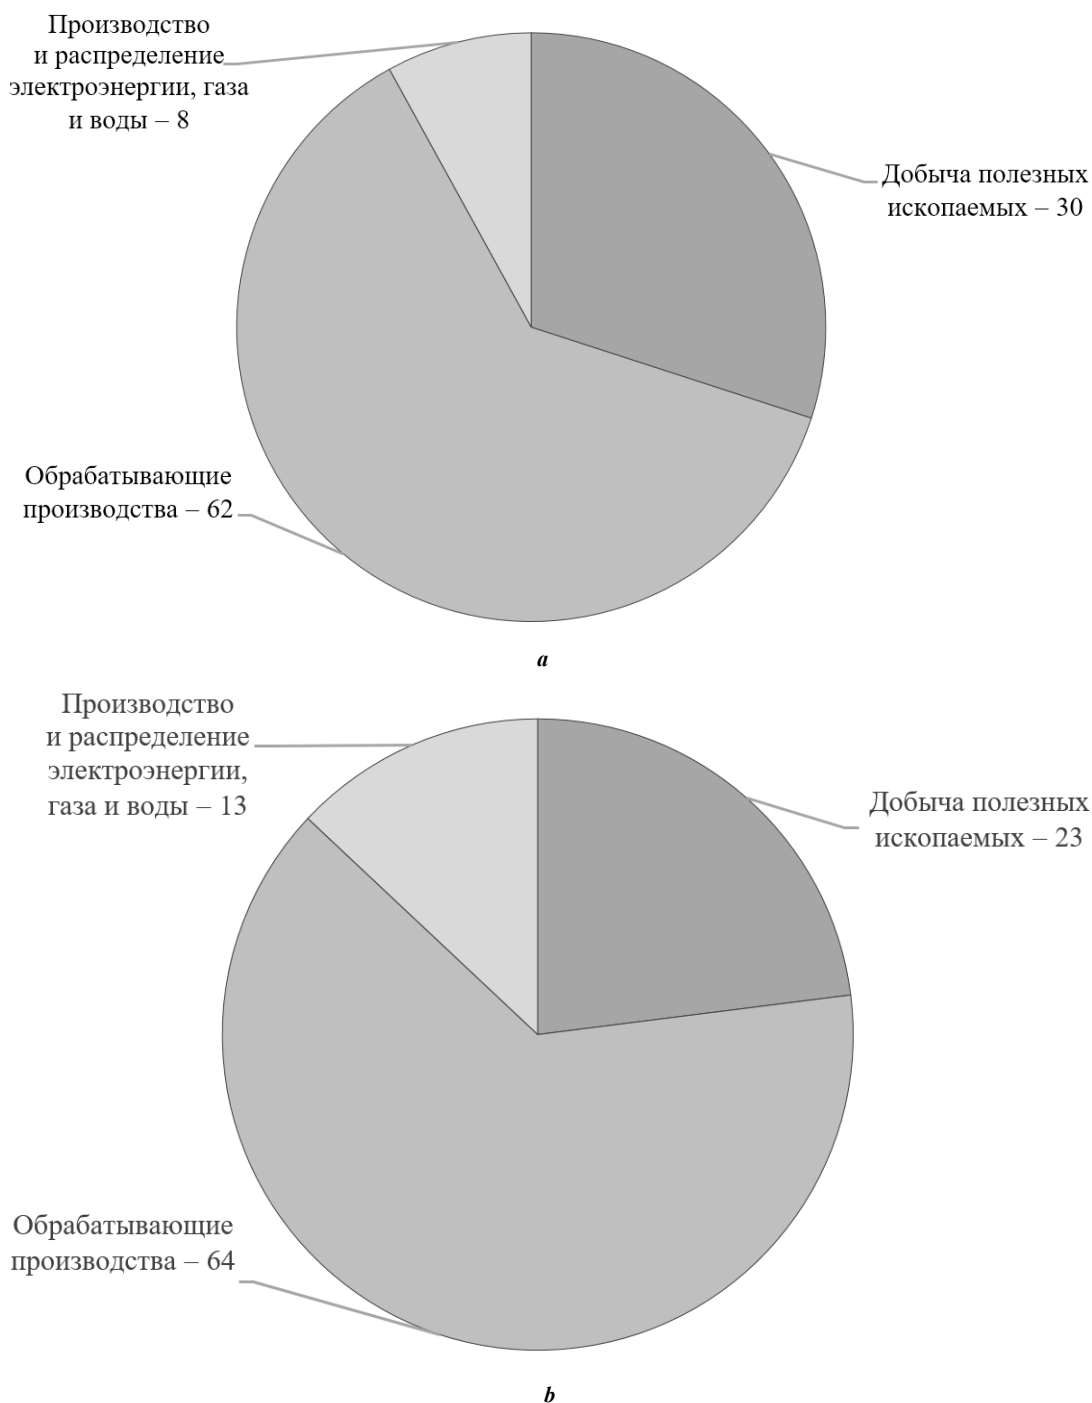 Производство
и распределение
электроэнергии, газа
и воды – 8
Добыча полезных
ископаемых – 30
Обрабатывающие
производства – 62
a
Производство
и распределение
электроэнергии,
газа и воды – 13
Добыча полезных
ископаемых – 23
Обрабатывающие
производства – 64
b